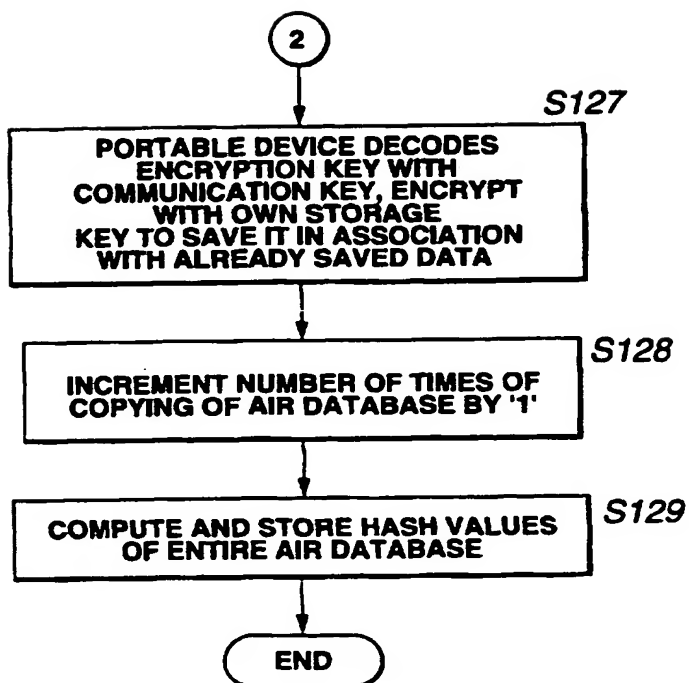 2
S127
PORTABLE DEVICE DECODES
ENCRYPTION KEY WITH
COMMUNICATION KEY, ENCRYPT
WITH OWN STORAGE
KEY TO SAVE IT IN ASSOCIATION
WITH ALREADY SAVED DATA
S128
INCREMENT NUMBER OF TIMES OF
COPYING OF AIR DATABASE BY '1'
S129
COMPUTE AND STORE HASH VALUES
OF ENTIRE AIR DATABASE
END